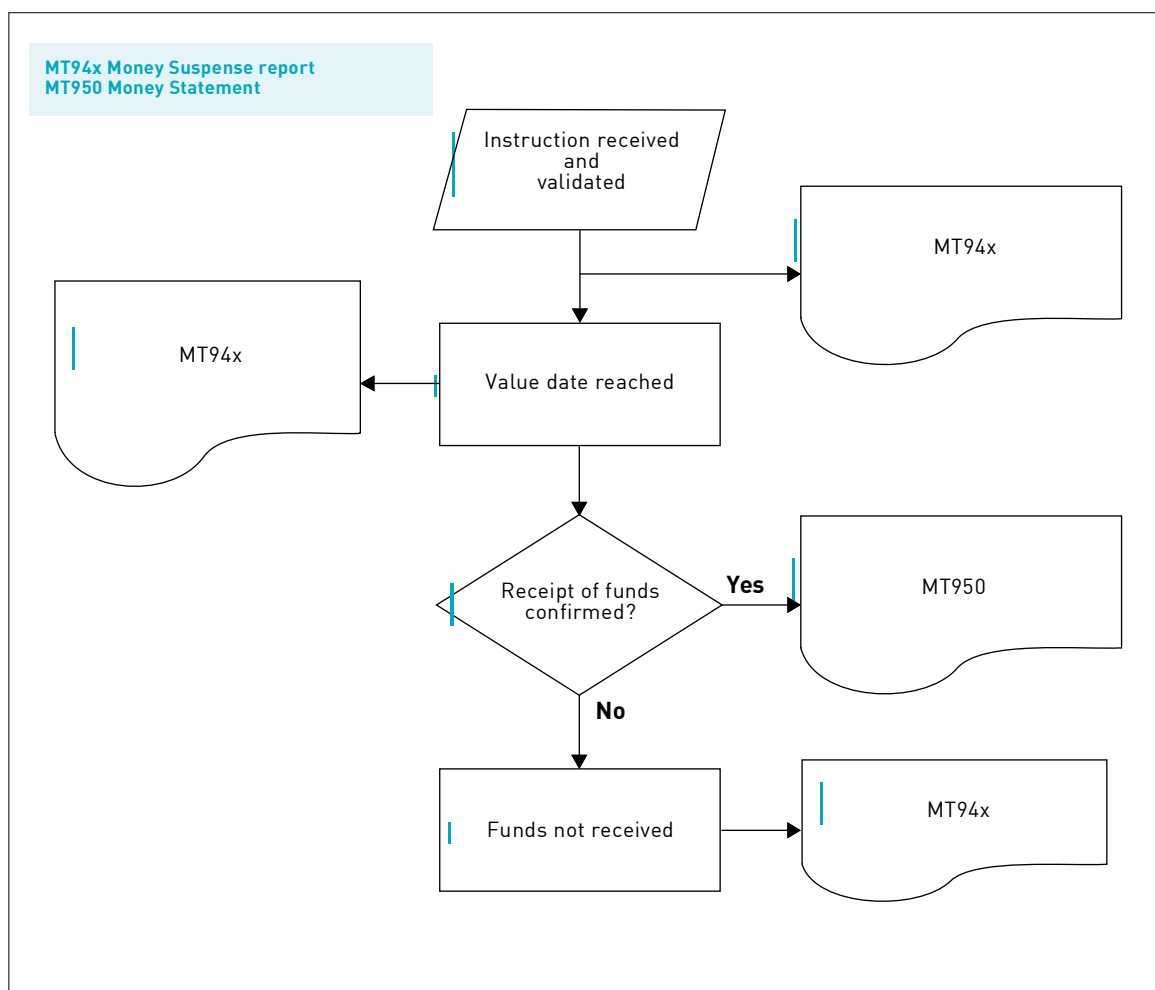 MT94x Money Suspense report
MT950 Money Statement
Instruction received
and
validated
MT94x
MT94x
Value date reached
Receipt of funds
confirmed?
Yes
MT950
No
Funds not received
MT94x